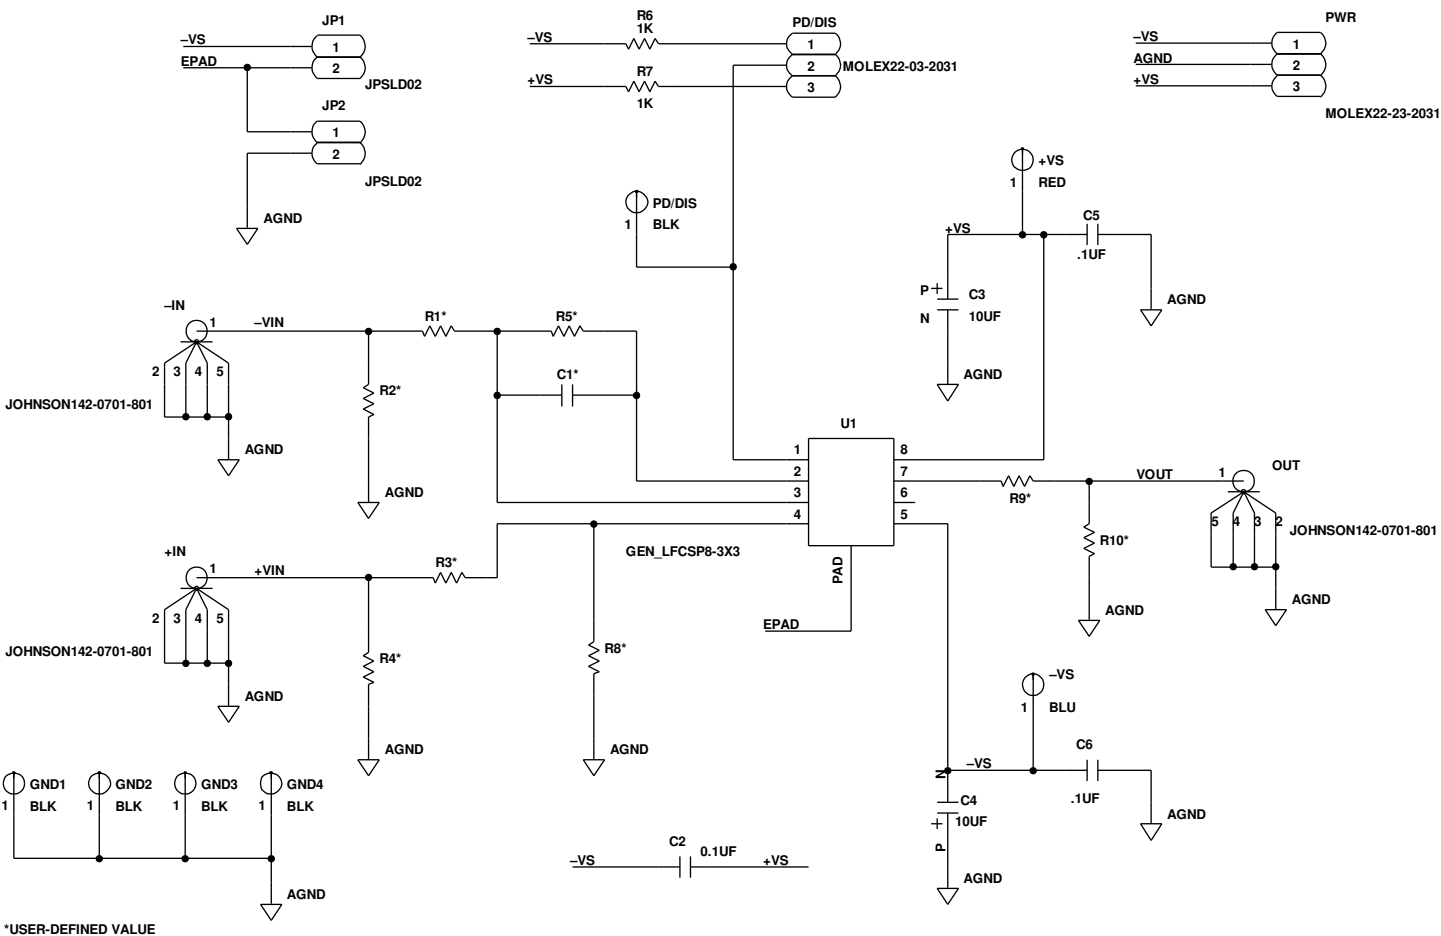 JP1
–VS
1
EPAD
2
JPSLD02
JP2
1
2
JPSLD02
AGND
R6
1K
–VS
R7
+VS
1K
PD/DIS
1
2
MOLEX22-03-2031
3
PWR
–VS
1
AGND
2
+VS
3
MOLEX22-23-2031
PD/DIS
1
BLK
+VS
1
RED
+VS
C5
.1UF
AGND
P
+
C3
N
10UF
AGND
–IN
1
–VIN
2 3 4 5
JOHNSON142-0701-801
AGND
R1*
R5*
C1*
R2*
AGND
U1
1
2
3
4
8
7
6
5
GEN_LFCSP8-3X3
PAD
EPAD
R9*
VOUT
1
OUT
5 4 3 2
JOHNSON142-0701-801
R10*
AGND
AGND
+IN
1
+VIN
2 3 4 5
JOHNSON142-0701-801
AGND
R3*
R4*
AGND
R8*
AGND
–VS
1
BLU
N
–VS
C6
.1UF
AGND
C4
+
10UF
P
AGND
GND1
1
BLK
GND2
1
BLK
GND3
1
BLK
GND4
1
BLK
AGND
C2
–VS
0.1UF
+VS
*USER-DEFINED VALUE